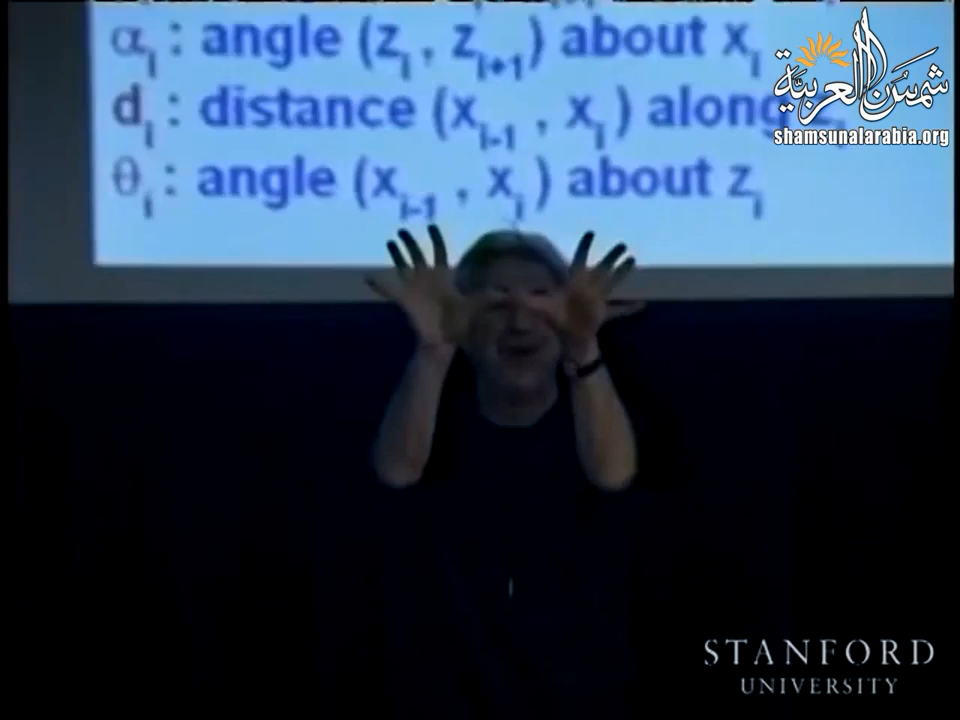 αi : angle (zi , zi+1) about xi
di : distance (xi-1 , xi) along
θi : angle (xi-1 , xi) about zi
شمس العربية
shamsunalarabia.org
STANFORD
UNIVERSITY